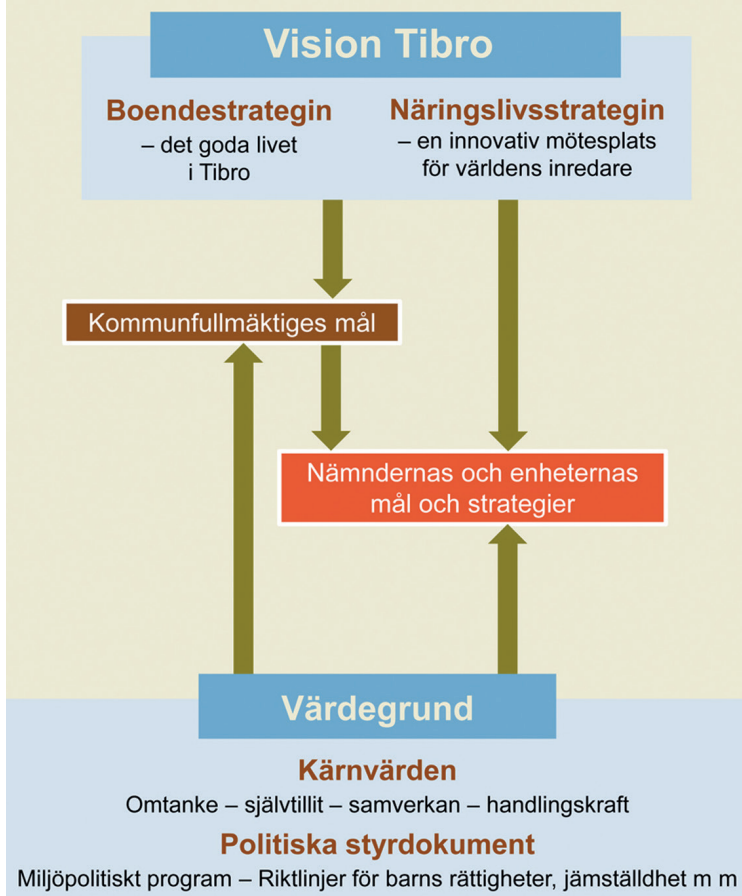 Vision Tibro
Boendestrategin
– det goda livet
i Tibro
Näringslivsstrategin
– en innovativ mötesplats
för världens inredare
Kommunfullmäktiges mål
Nämndernas och enheternas
mål och strategier
Värdegrund
Kärnvärden
Omtanke – självtillit – samverkan – handlingskraft
Politiska styrdokument
Miljöpolitiskt program – Riktlinjer för barns rättigheter, jämställdhet m m